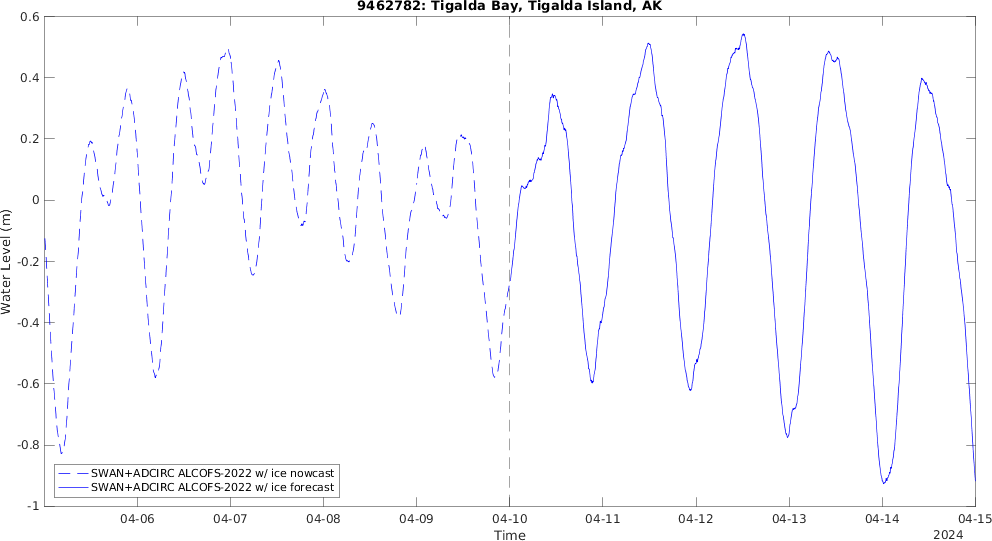 9462782: Tigalda Bay, Tigalda Island, AK
0.6
0.4
0.2
0
-0.2
-0.4
-0.6
-0.8
-1
Water Level (m)
SWAN+ADCIRC ALCOFS-2022 w/ ice nowcast
SWAN+ADCIRC ALCOFS-2022 w/ ice forecast
04-06 04-07 04-08 04-09 04-10 04-11 04-12 04-13 04-14 04-15
Time
2024